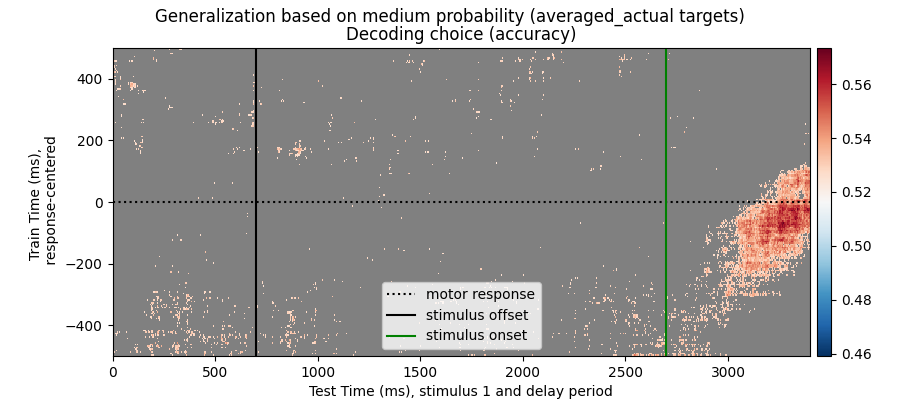 Generalization based on medium probability (averaged_actual targets)
Decoding choice (accuracy)
Train Time (ms),
response-centered
400
200
0
−200
−400
motor response
stimulus offset
stimulus onset
0
500
1000
1500
2000
2500
3000
Test Time (ms), stimulus 1 and delay period
0.56
0.54
0.52
0.50
0.48
0.46